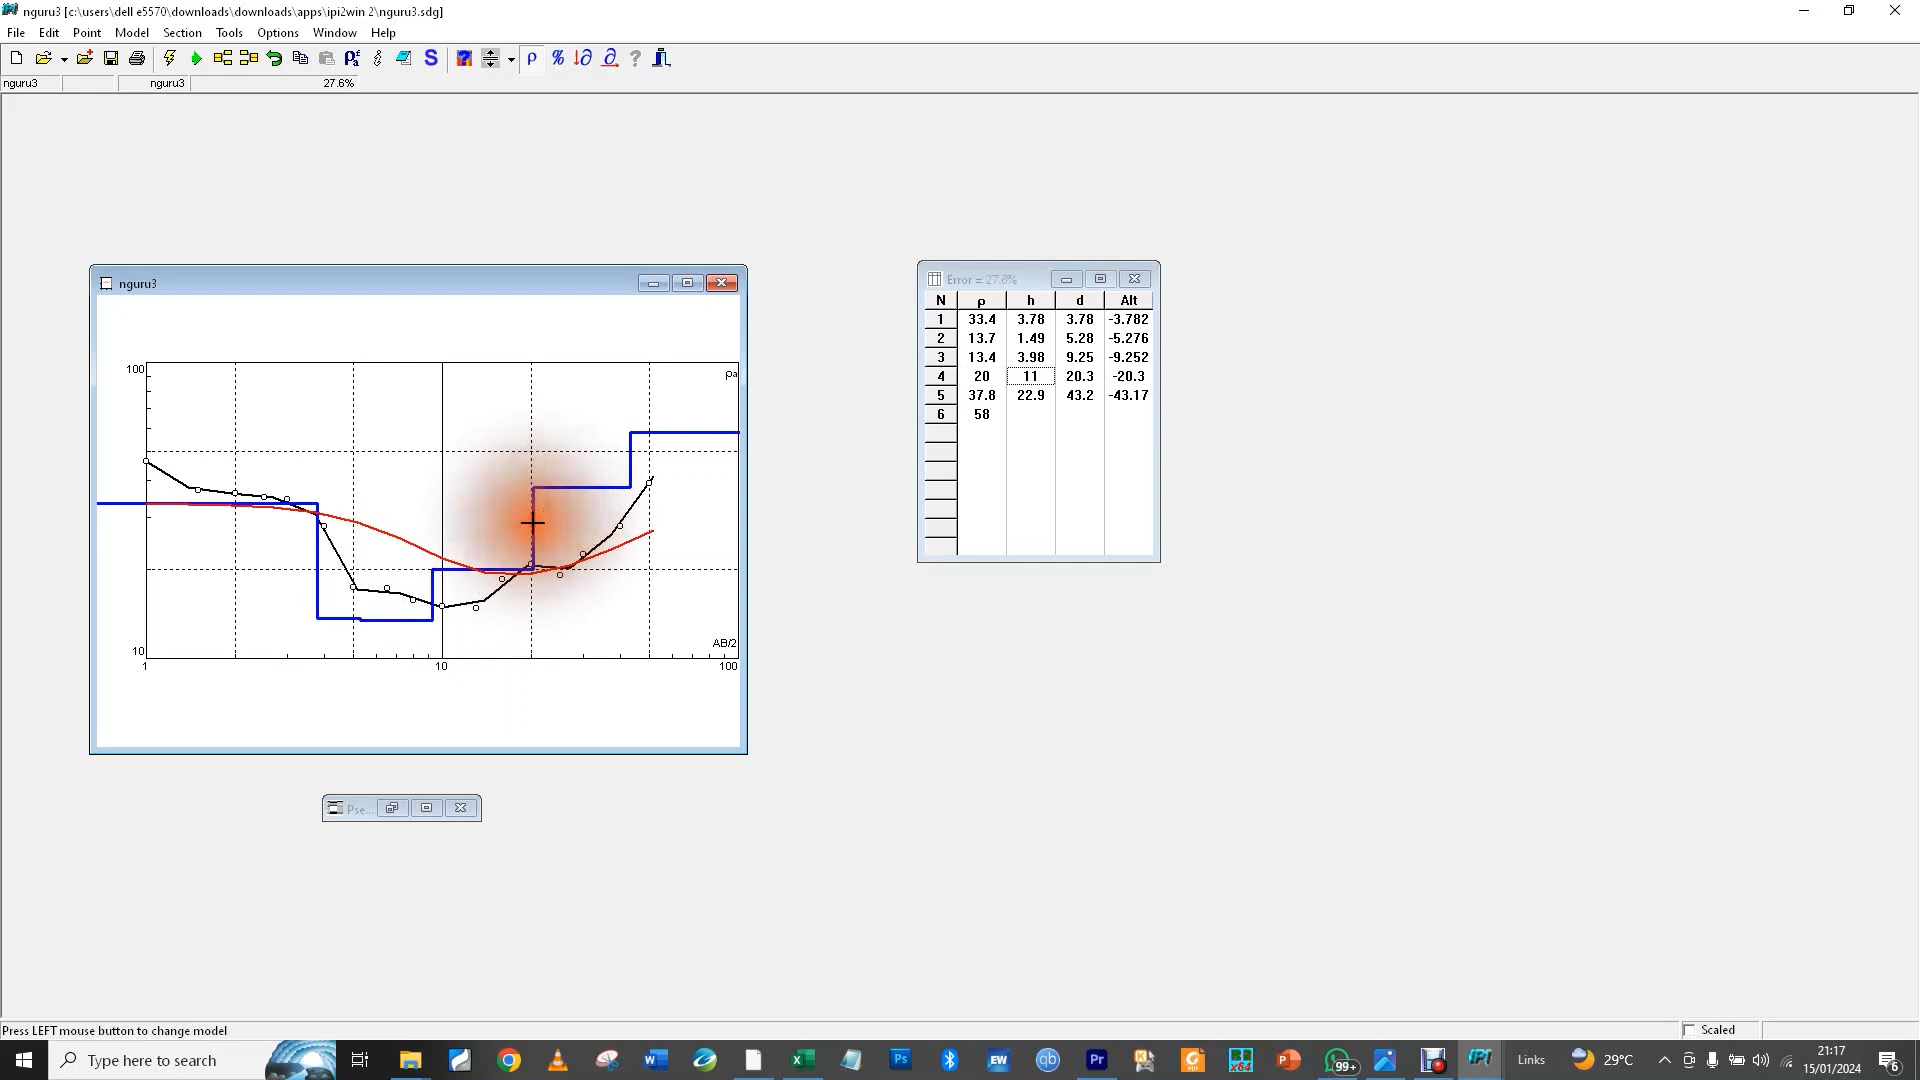 nguru3 [c:\users\dell e5570\downloads\downloads\apps\ipi2win 2\nguru3.sdg]
File Edit Point Model Section Tools Options Window Help
nguru3 nguru3 27.6%
nguru3
100
ρa
10
AB/2
1 10 100
Error = 27.6%
N ρ h d Alt
1 33.4 3.78 3.78 -3.782
2 13.7 1.49 5.28 -5.276
3 13.4 3.98 9.25 -9.252
4 20 11 20.3 -20.3
5 37.8 22.9 43.2 -43.17
6 58
Pse...
Press LEFT mouse button to change model
Scaled
Type here to search
Links
29°C
21:17
15/01/2024
99+
6